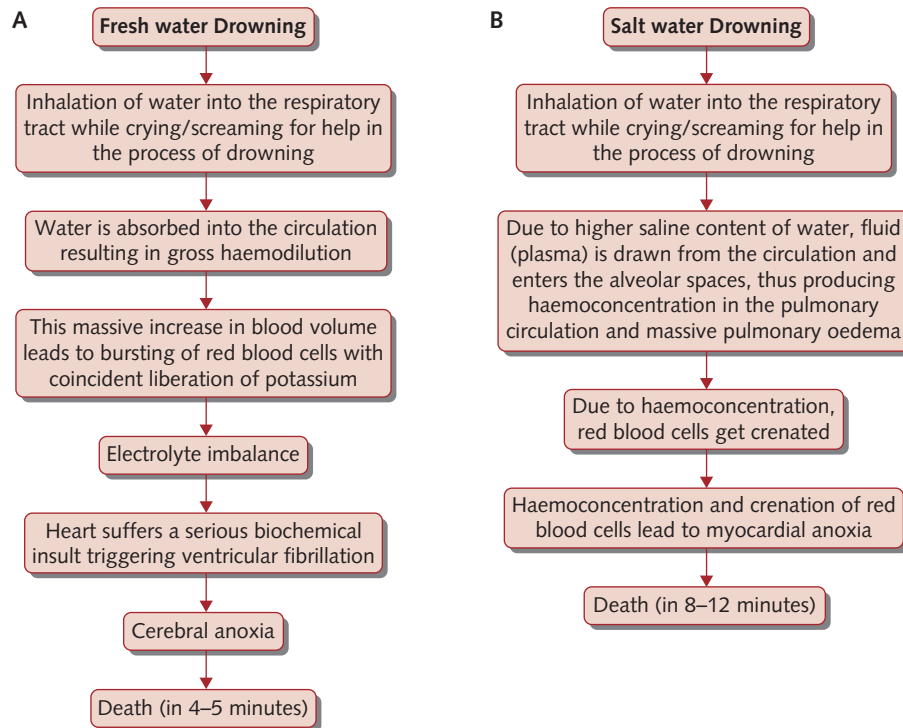 A
Fresh water Drowning
Inhalation of water into the respiratory
tract while crying/screaming for help in
the process of drowning
Water is absorbed into the circulation
resulting in gross haemodilution
This massive increase in blood volume
leads to bursting of red blood cells with
coincident liberation of potassium
Electrolyte imbalance
Heart suffers a serious biochemical
insult triggering ventricular fibrillation
Cerebral anoxia
Death (in 4–5 minutes)
B
Salt water Drowning
Inhalation of water into the respiratory
tract while crying/screaming for help in
the process of drowning
Due to higher saline content of water, fluid
(plasma) is drawn from the circulation and
enters the alveolar spaces, thus producing
haemoconcentration in the pulmonary
circulation and massive pulmonary oedema
Due to haemoconcentration,
red blood cells get crenated
Haemoconcentration and crenation of red
blood cells lead to myocardial anoxia
Death (in 8–12 minutes)